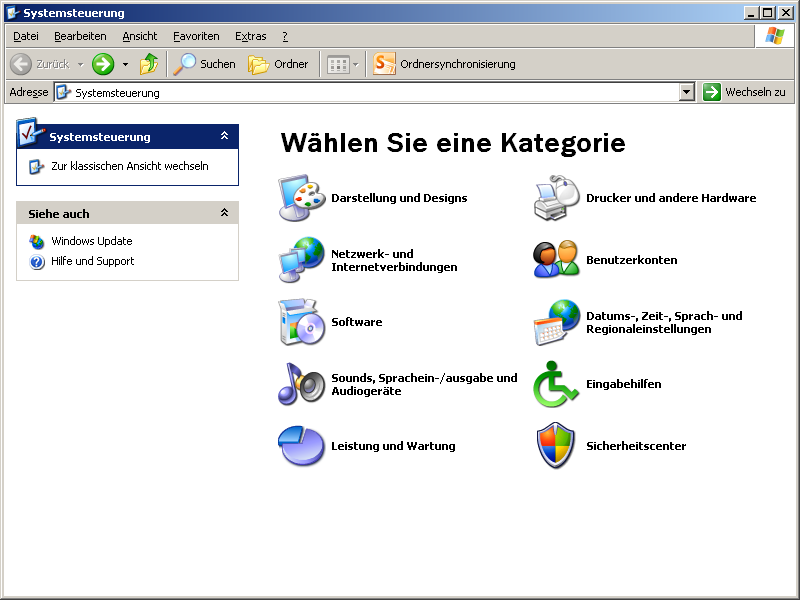 Systemsteuerung
Datei Bearbeiten Ansicht Favoriten Extras ?
Zurück Suchen Ordner S Ordnersynchronisierung
Adresse Systemsteuerung Wechseln zu
Systemsteuerung
Zur klassischen Ansicht wechseln
Siehe auch
Windows Update
Hilfe und Support
Wählen Sie eine Kategorie
Darstellung und Designs
Drucker und andere Hardware
Netzwerk- und
Internetverbindungen
Benutzerkonten
Software
Datums-, Zeit-, Sprach- und
Regionaleinstellungen
Sounds, Sprachein-/ausgabe und
Audiogeräte
Eingabehilfen
Leistung und Wartung
Sicherheitscenter